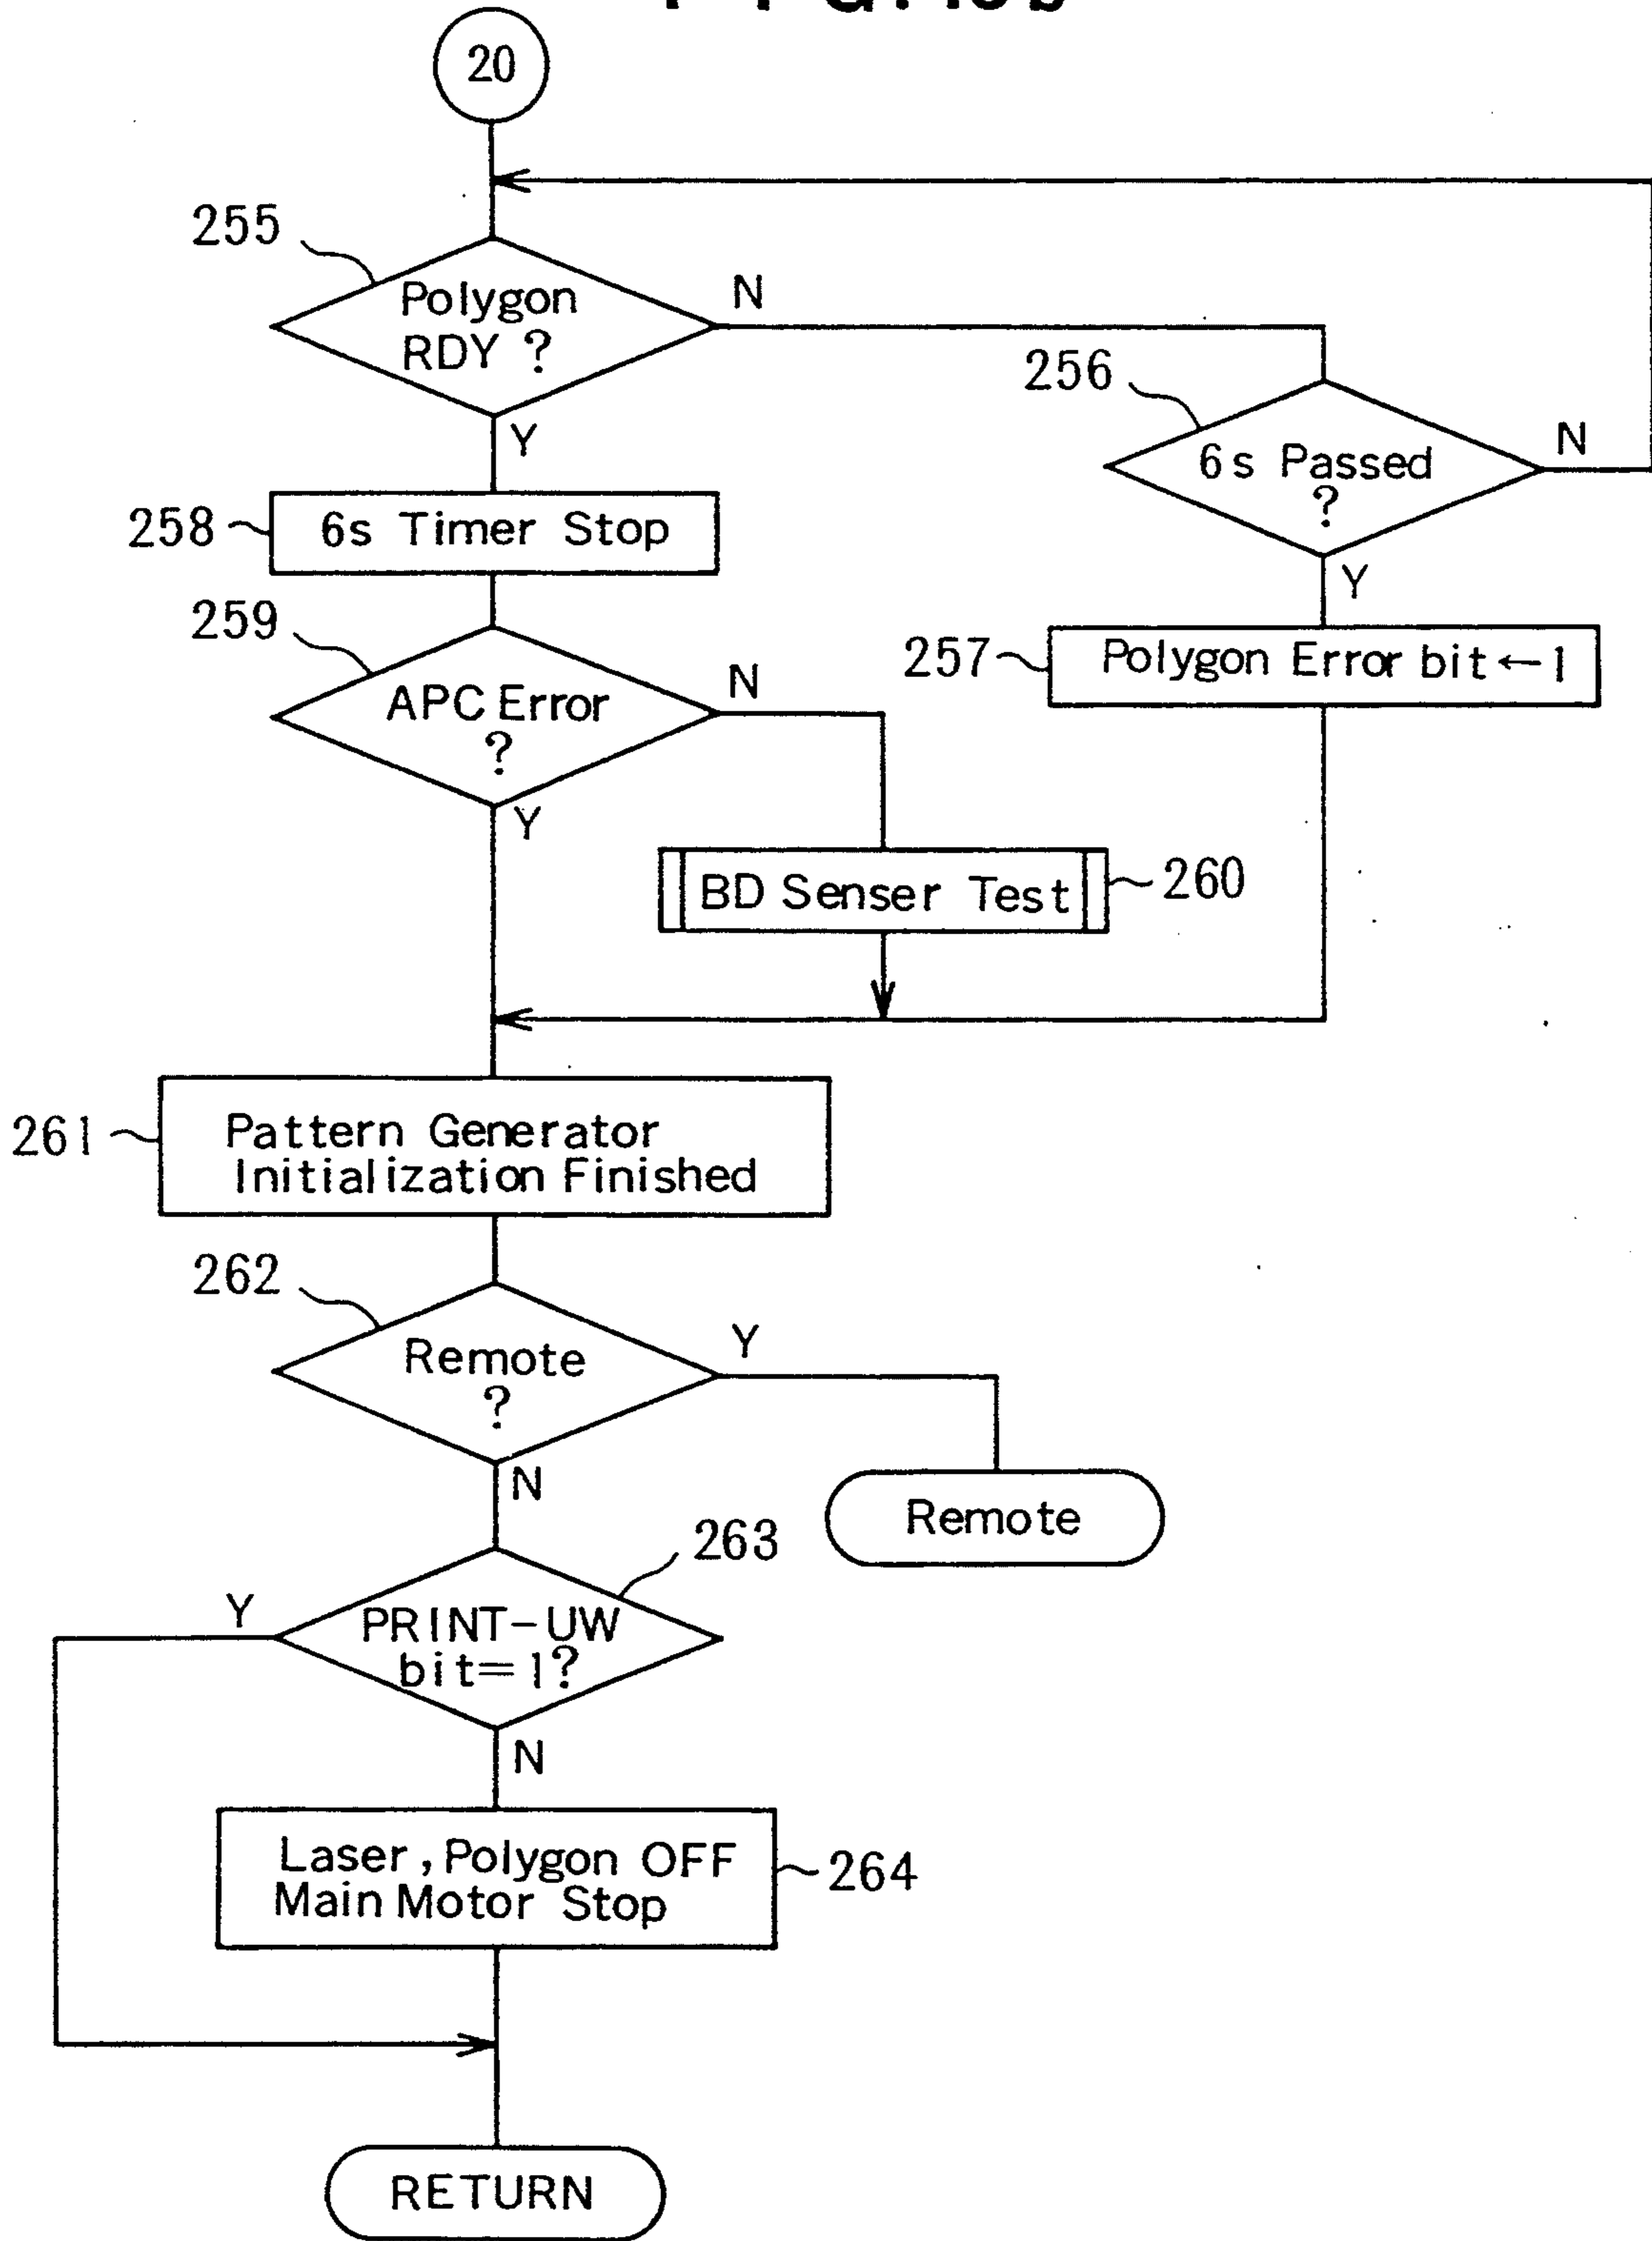 20
255
Polygon
RDY ?
N
Y
256
6s Passed
?
N
Y
258
6s Timer Stop
259
APC Error
?
N
Y
257
Polygon Error bit ← 1
BD Senser Test
260
261
Pattern Generator
Initialization Finished
262
Remote
?
Y
N
Remote
263
PRINT-UW
bit=1?
Y
N
Laser, Polygon OFF
Main Motor Stop
264
RETURN